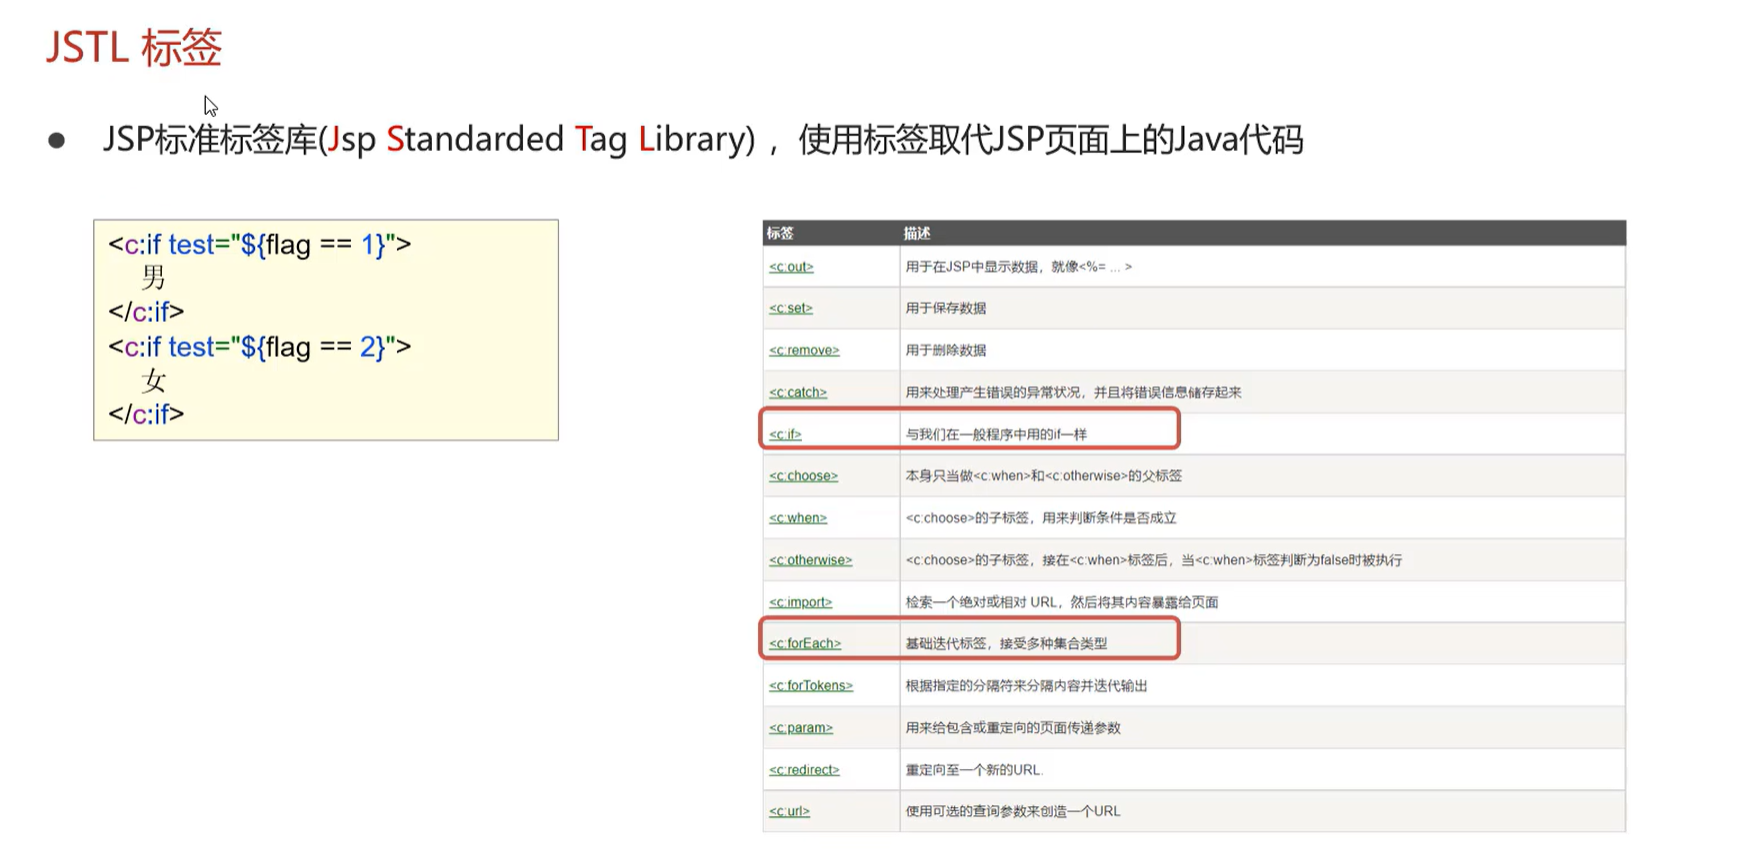 JSTL 标签
● JSP标准标签库(Jsp Standarded Tag Library) ，使用标签取代JSP页面上的Java代码
<c:if test="${flag == 1}">
男
</c:if>
<c:if test="${flag == 2}">
女
</c:if>
标签 描述
<c:out> 用于在JSP中显示数据，就像<%= ... >
<c:set> 用于保存数据
<c:remove> 用于删除数据
<c:catch> 用来处理产生错误的异常状况，并且将错误信息储存起来
<c:if> 与我们在一般程序中用的if一样
<c:choose> 本身只当做<c:when>和<c:otherwise>的父标签
<c:when> <c:choose>的子标签，用来判断条件是否成立
<c:otherwise> <c:choose>的子标签，接在<c:when>标签后，当<c:when>标签判断为false时被执行
<c:import> 检索一个绝对或相对 URL，然后将其内容暴露给页面
<c:forEach> 基础迭代标签，接受多种集合类型
<c:forTokens> 根据指定的分隔符来分隔内容并迭代输出
<c:param> 用来给包含或重定向的页面传递参数
<c:redirect> 重定向至一个新的URL.
<c:url> 使用可选的查询参数来创造一个URL